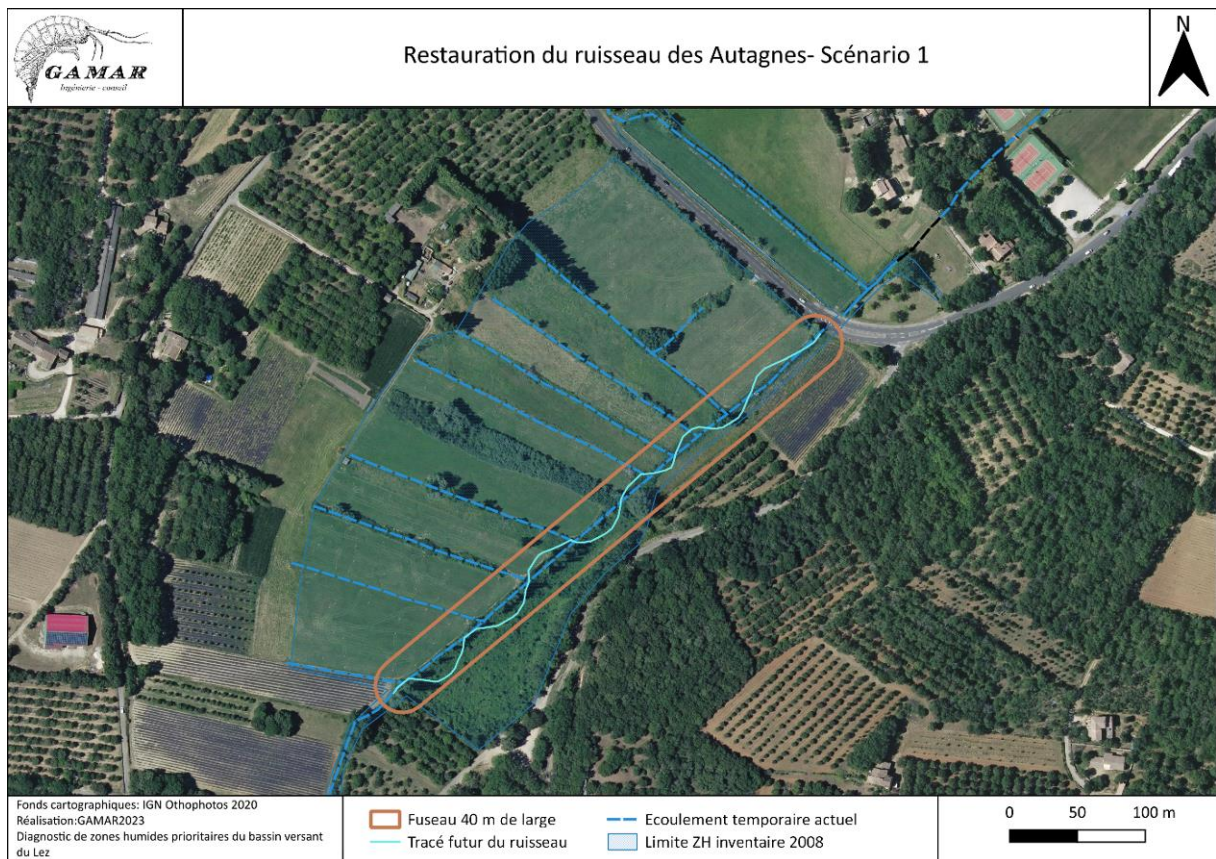 GAMAR
Ingénierie - conseil
Restauration du ruisseau des Autagnes- Scénario 1
N
Fonds cartographiques: IGN Othophotos 2020
Réalisation:GAMAR2023
Diagnostic de zones humides prioritaires du bassin versant
du Lez
Fuseau 40 m de large
Tracé futur du ruisseau
Ecoulement temporaire actuel
Limite ZH inventaire 2008
0 50 100 m